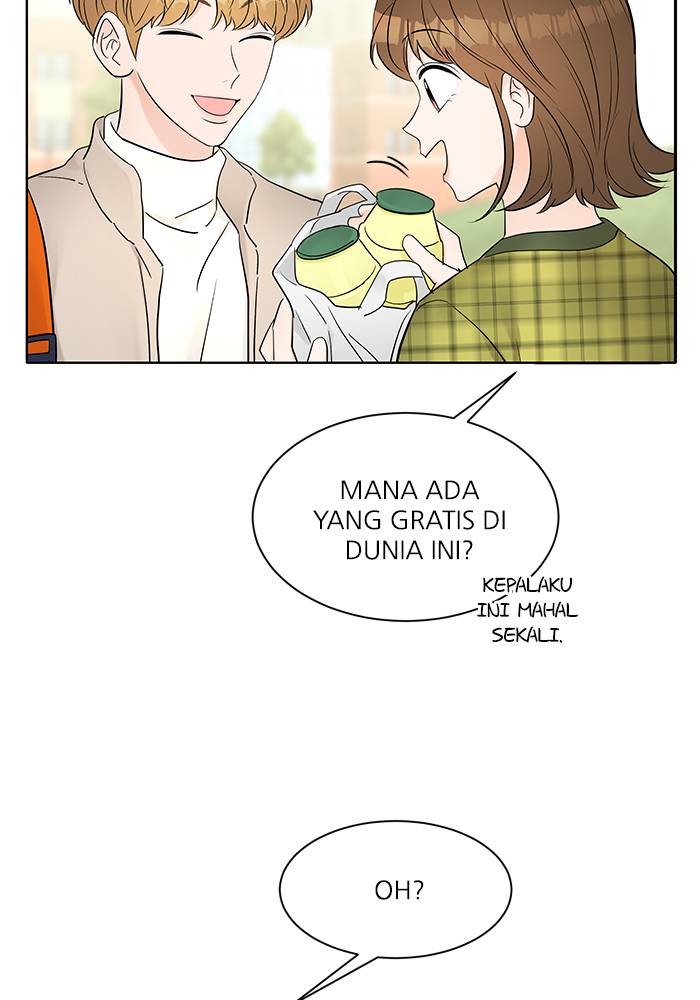 MANA ADA
YANG GRATIS DI
DUNIA INI?
KEPALAKU
INI MAHAL
SEKALI.
OH?